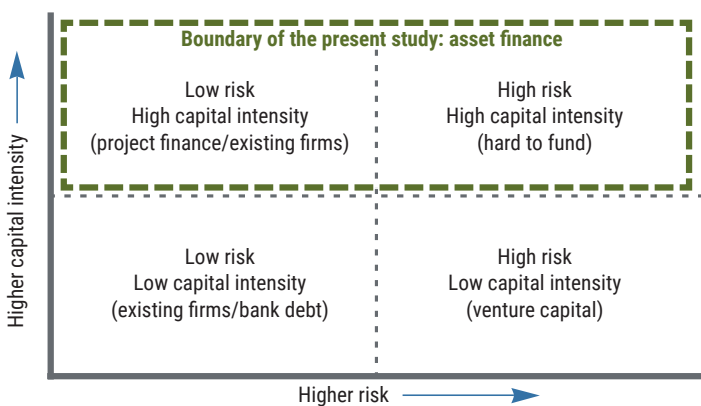 Boundary of the present study: asset finance
Low risk
High capital intensity
(project finance/existing firms)
High risk
High capital intensity
(hard to fund)
Low risk
Low capital intensity
(existing firms/bank debt)
High risk
Low capital intensity
(venture capital)
Higher capital intensity
Higher risk